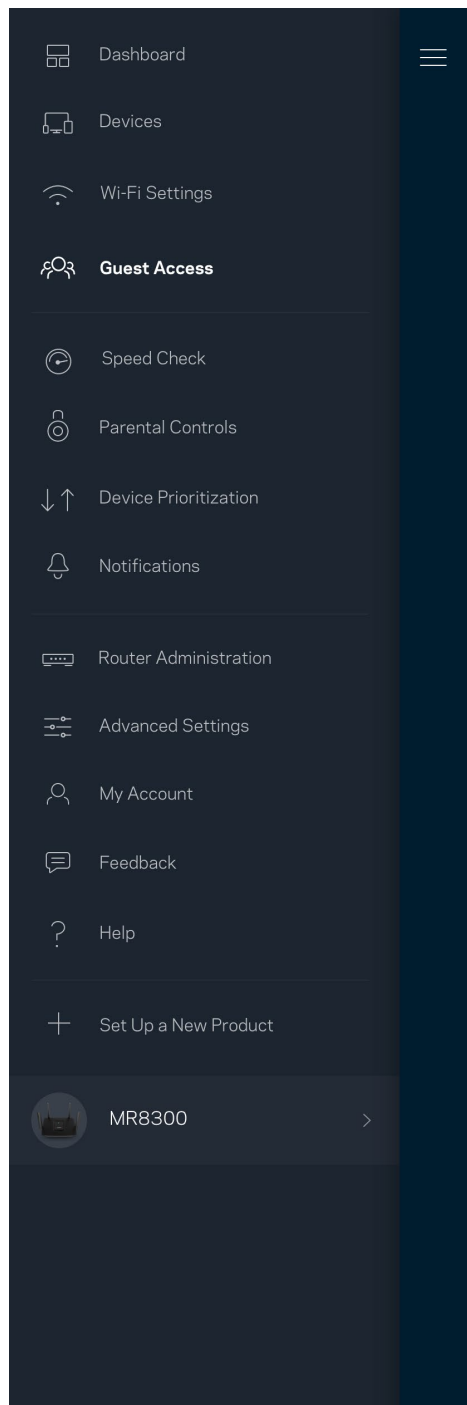 Dashboard
Devices
Wi-Fi Settings
Guest Access
Speed Check
Parental Controls
Device Prioritization
Notifications
Router Administration
Advanced Settings
My Account
Feedback
Help
Set Up a New Product
MR8300